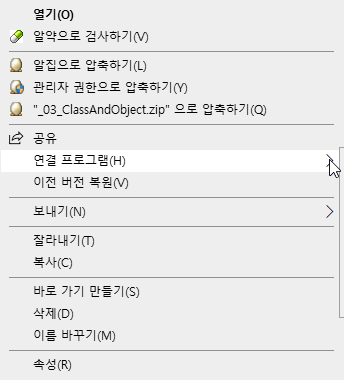 열기(O)
알약으로 검사하기(V)
알집으로 압축하기(L)
관리자 권한으로 압축하기(Y)
"_03_ClassAndObject.zip" 으로 압축하기(Q)
공유
연결 프로그램(H)
이전 버전 복원(V)
보내기(N)
잘라내기(T)
복사(C)
바로 가기 만들기(S)
삭제(D)
이름 바꾸기(M)
속성(R)